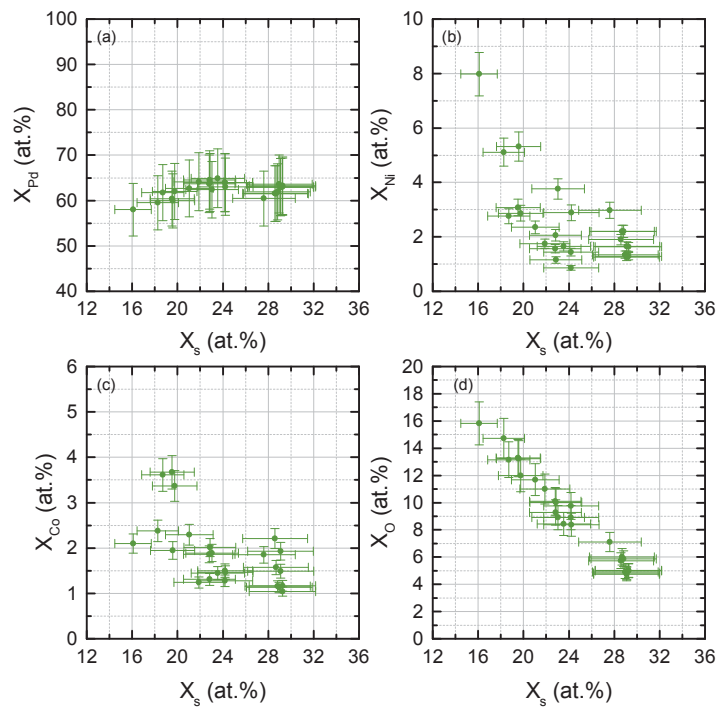 (a)
X_Pd (at.%)
100
90
80
70
60
50
40
12 16 20 24 28 32 36
X_s (at.%)
(b)
X_Ni (at.%)
10
8
6
4
2
0
12 16 20 24 28 32 36
X_s (at.%)
(c)
X_Co (at.%)
6
5
4
3
2
1
0
12 16 20 24 28 32 36
X_s (at.%)
(d)
X_O (at.%)
20
18
16
14
12
10
8
6
4
2
0
12 16 20 24 28 32 36
X_s (at.%)